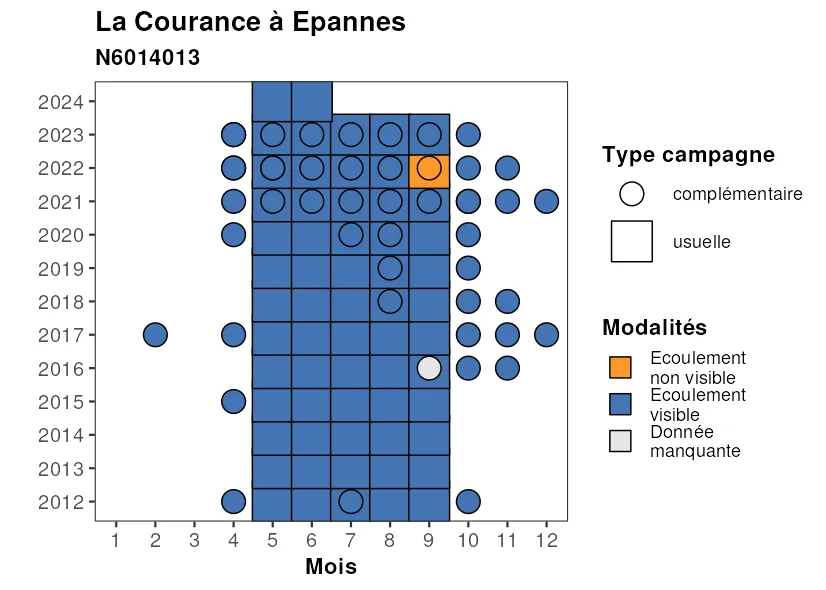 La Courance à Epannes
N6014013
2024
2023
2022
2021
2020
2019
2018
2017
2016
2015
2014
2013
2012
1 2 3 4 5 6 7 8 9 10 11 12
Mois
Type campagne
complémentaire
usuelle
Modalités
Ecoulement
non visible
Ecoulement
visible
Donnée
manquante